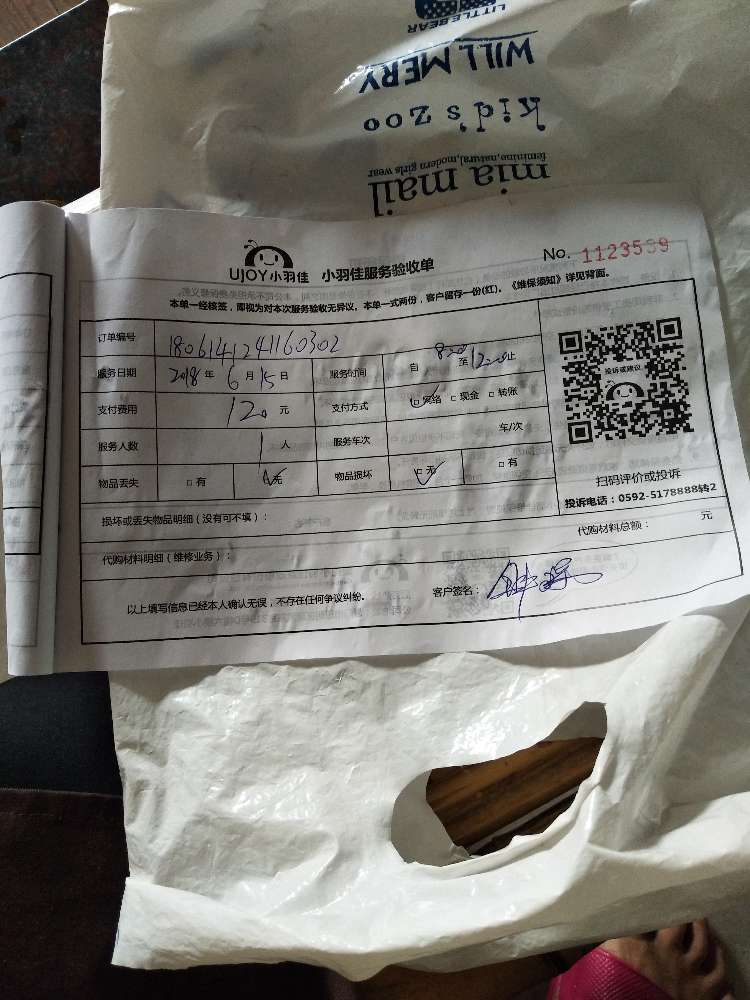 LITTLE BEAR
WILL MERY
kid's zoo
feminino,natural,modern girls wear
mia mail
UJOY小羽佳 小羽佳服务验收单 No. 1123539
本单一经核签，即视为对本次服务验收无异议。本单一式两份，客户留存一份(红)。《维保须知》详见背面。
订单编号 1806141241160302
服务日期 2018年6月15日 服务时间 自 8:20 至 12:20 止
支付费用 120 元 支付方式 网络 现金 转账
服务人数 1 人 服务车次 车/次
物品丢失 有 无 物品损坏 无 有
投诉或建议
扫码评价或投诉
投诉电话：0592-5178888转2
损坏或丢失物品明细（没有可不填）：
代购材料明细（维修业务）： 代购材料总额： 元
以上填写信息已经本人确认无误，不存在任何争议纠纷。 客户签名：